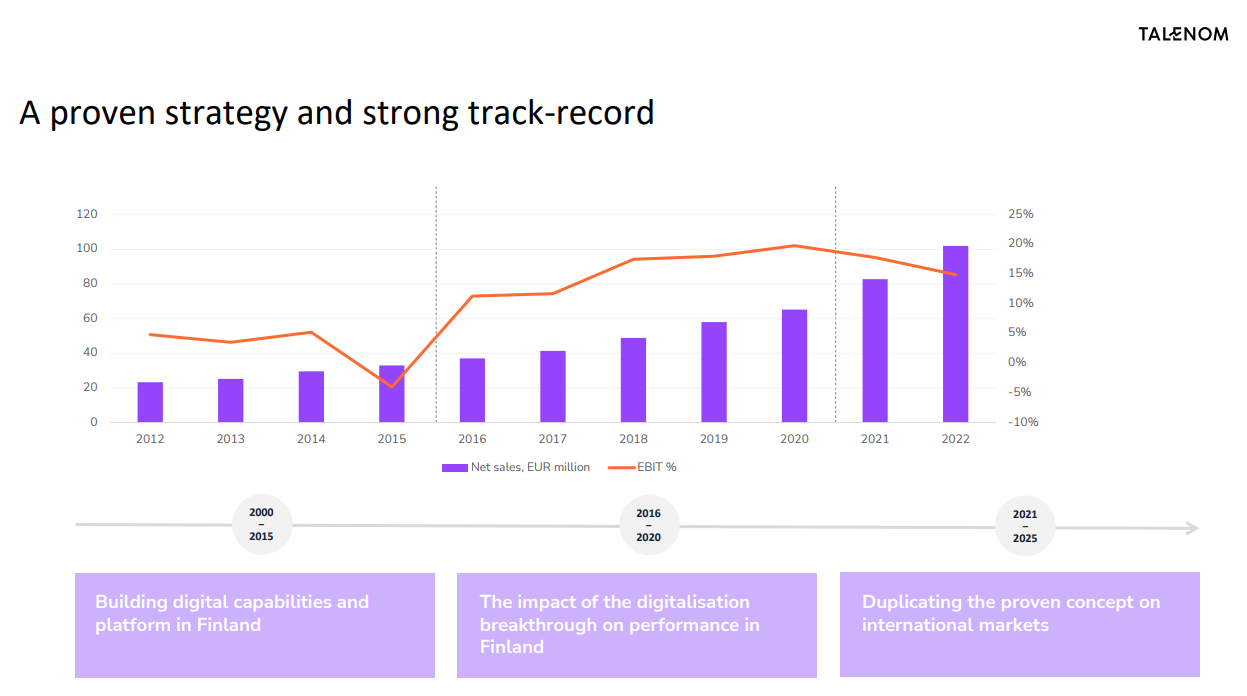 TALENOM
A proven strategy and strong track-record
120
100
80
60
40
20
0
25%
20%
15%
10%
5%
0%
-5%
-10%
2012 2013 2014 2015 2016 2017 2018 2019 2020 2021 2022
Net sales, EUR million EBIT %
2000
–
2015
2016
–
2020
2021
–
2025
Building digital capabilities and
platform in Finland
The impact of the digitalisation
breakthrough on performance in
Finland
Duplicating the proven concept on
international markets